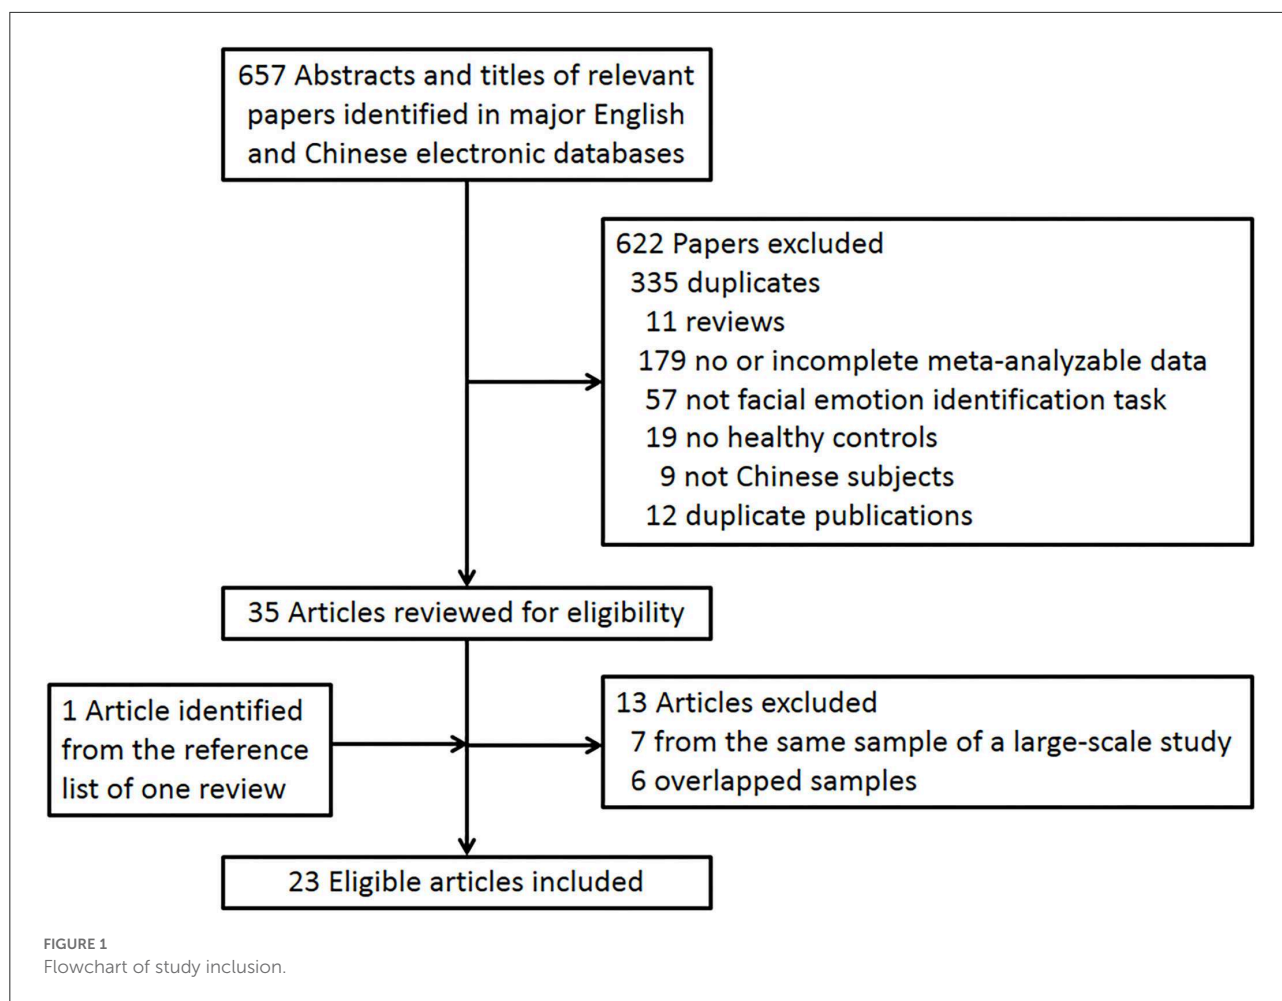 657 Abstracts and titles of relevant
papers identified in major English
and Chinese electronic databases
622 Papers excluded
335 duplicates
11 reviews
179 no or incomplete meta-analyzable data
57 not facial emotion identification task
19 no healthy controls
9 not Chinese subjects
12 duplicate publications
35 Articles reviewed for eligibility
1 Article identified
from the reference
list of one review
13 Articles excluded
7 from the same sample of a large-scale study
6 overlapped samples
23 Eligible articles included
FIGURE 1
Flowchart of study inclusion.